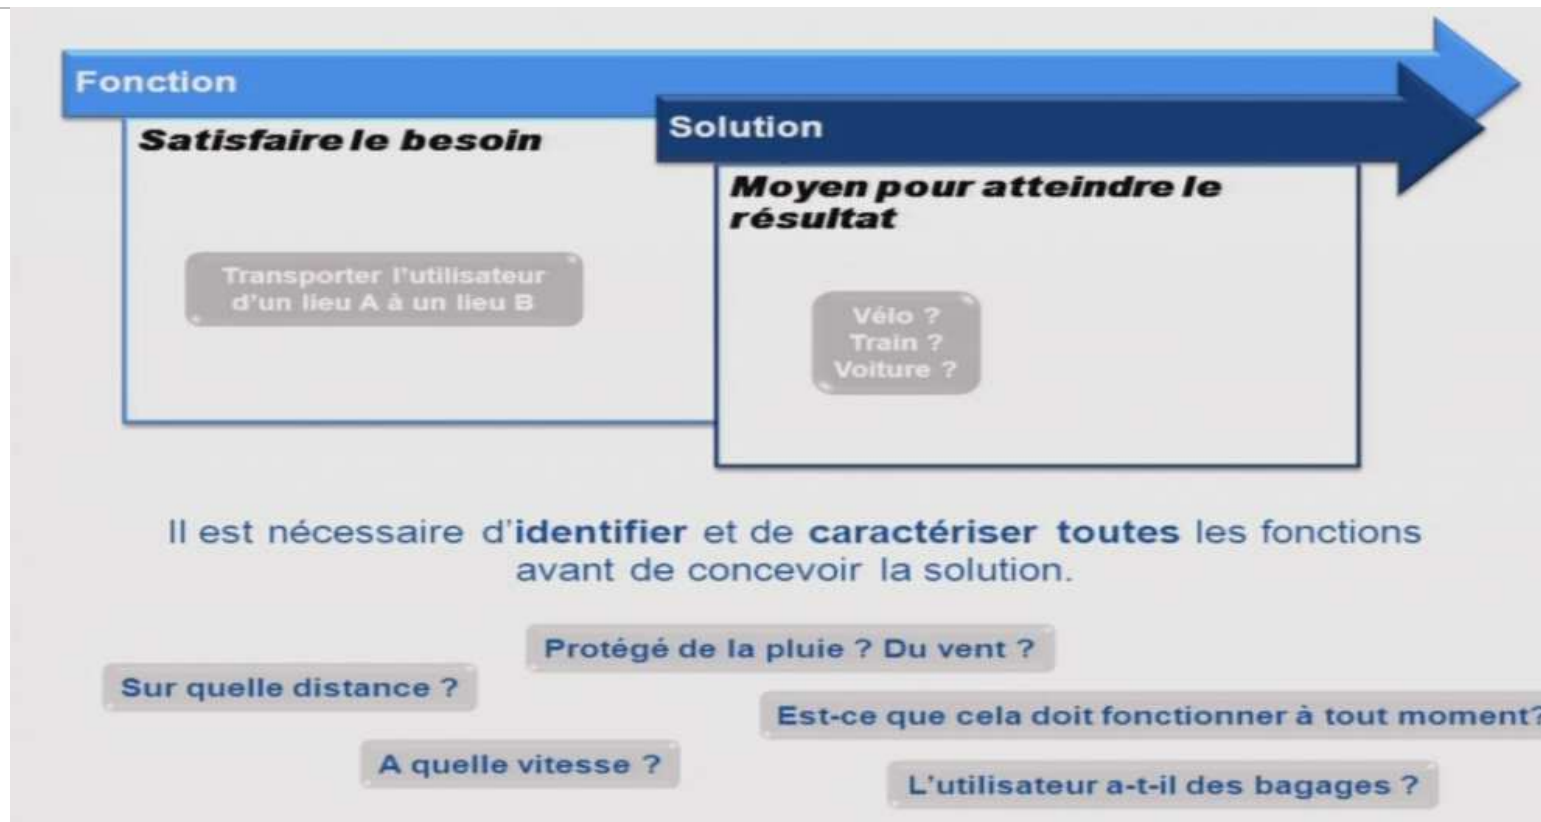 Fonction
Satisfaire le besoin
Solution
Moyen pour atteindre le
résultat
Transporter l'utilisateur
d'un lieu A à un lieu B
Vélo ?
Train ?
Voiture ?
Il est nécessaire d'identifier et de caractériser toutes les fonctions
avant de concevoir la solution.
Protégé de la pluie ? Du vent ?
Sur quelle distance ?
Est-ce que cela doit fonctionner à tout moment?
A quelle vitesse ?
L'utilisateur a-t-il des bagages ?